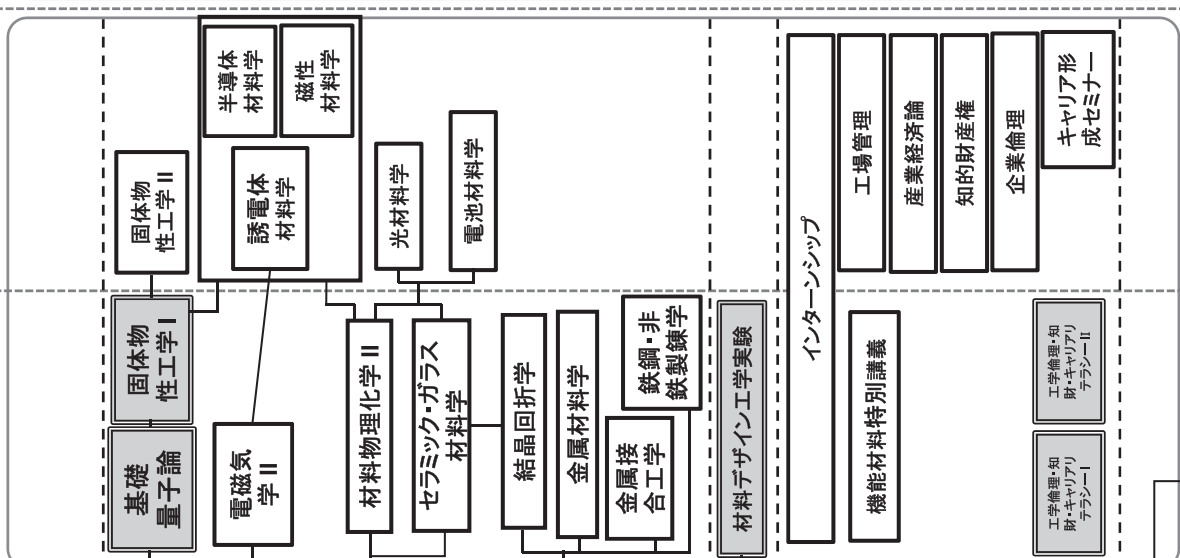 半導体
材料学
磁性
材料学
誘電体
材料学
固体物
性工学Ⅱ
光材料学
電池材料学
工場管理
産業経済論
知的財産権
企業倫理
キャリア形
成セミナー
インターンシップ
固体物
性工学Ⅰ
基礎
量子論
電磁気
学Ⅱ
材料物理化学Ⅱ
セラミック・ガラス
材料学
結晶回折学
金属材料学
鉄鋼・非
鉄製錬学
金属接
合工学
材料デザイン工学実験
機能材料特別講義
工学倫理・知
財・キャリアリ
テラシーⅡ
工学倫理・知
財・キャリアリ
テラシーⅠ